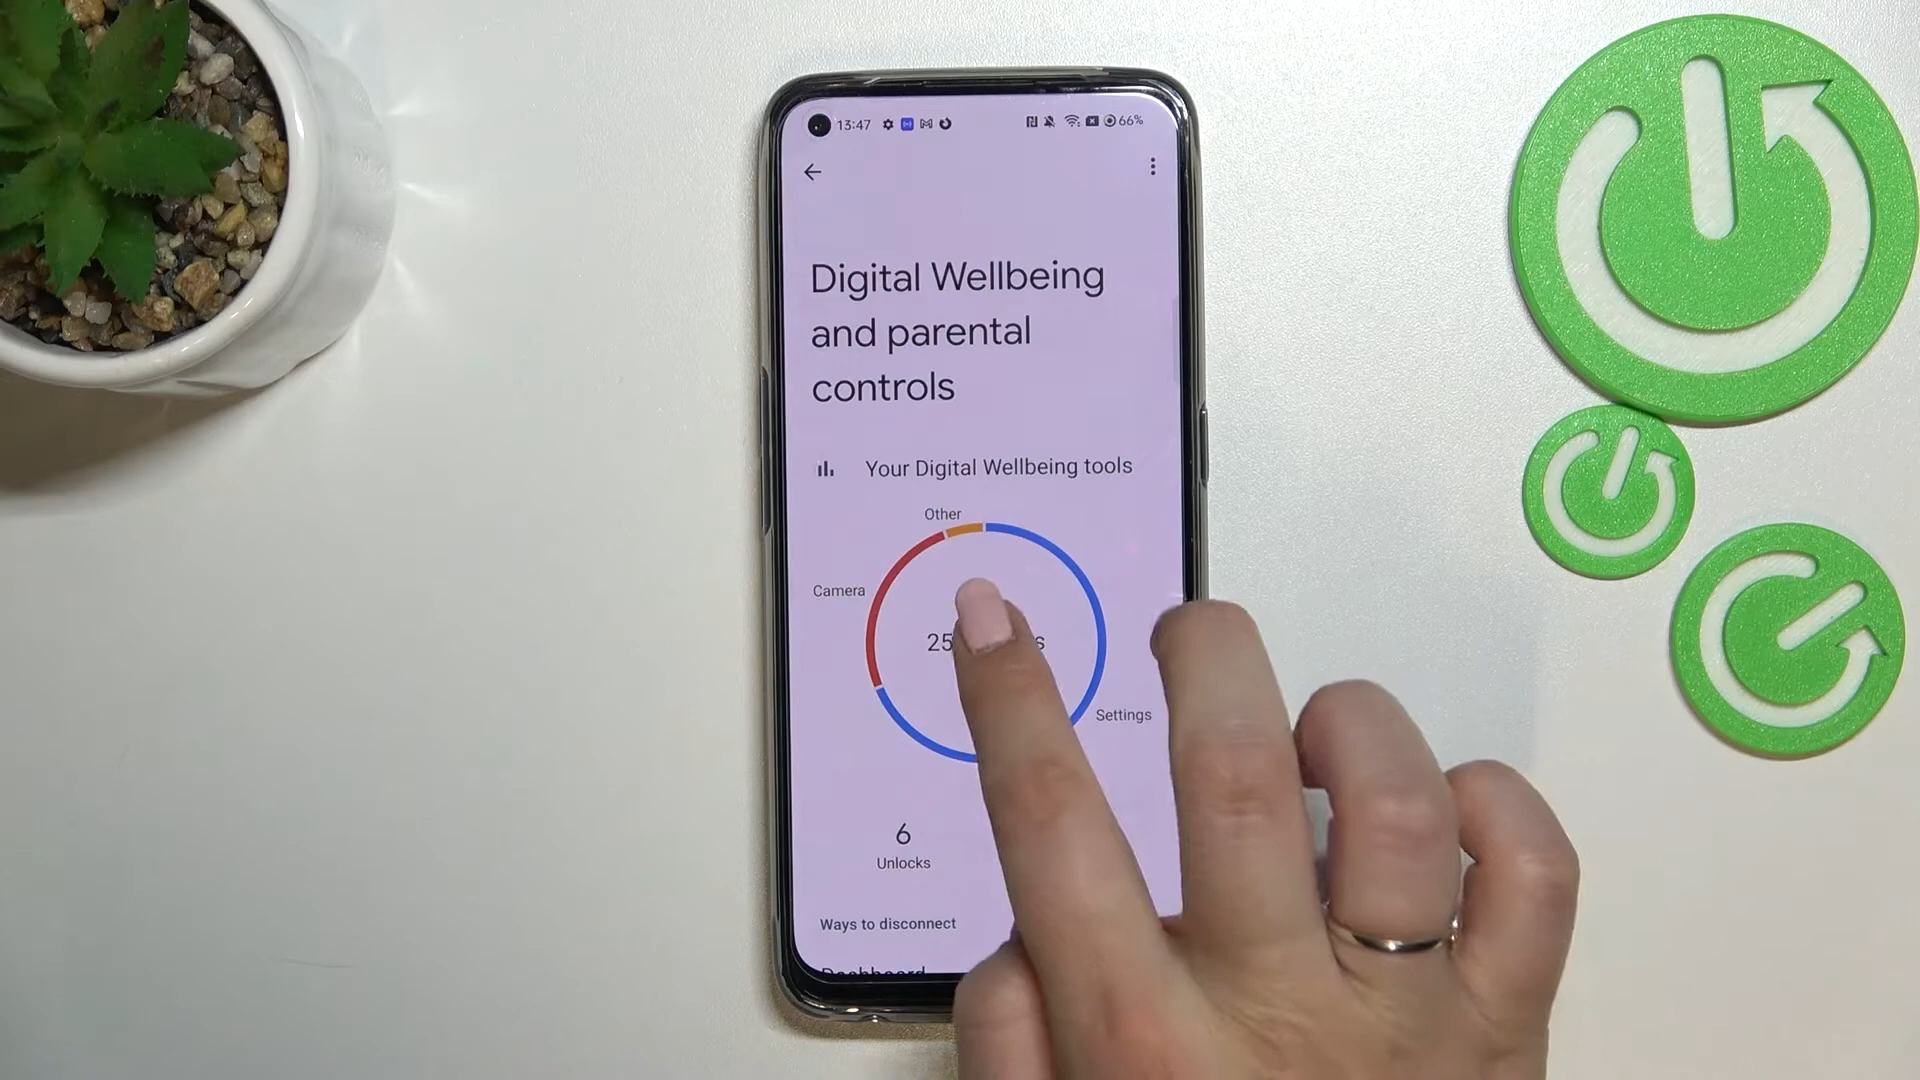 13:47 66%
Digital Wellbeing
and parental
controls
Your Digital Wellbeing tools
Other
Camera
25
s
Settings
6
Unlocks
Ways to disconnect
Dashboard